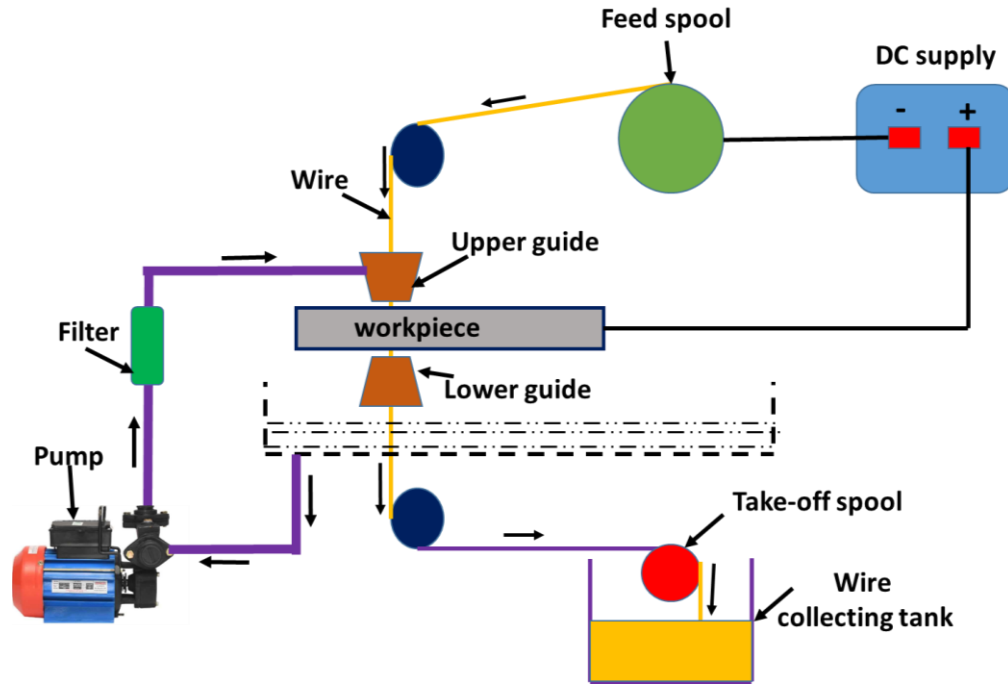 Feed spool
DC supply
-
+
Wire
Upper guide
workpiece
Filter
Lower guide
Pump
Take-off spool
Wire
collecting tank